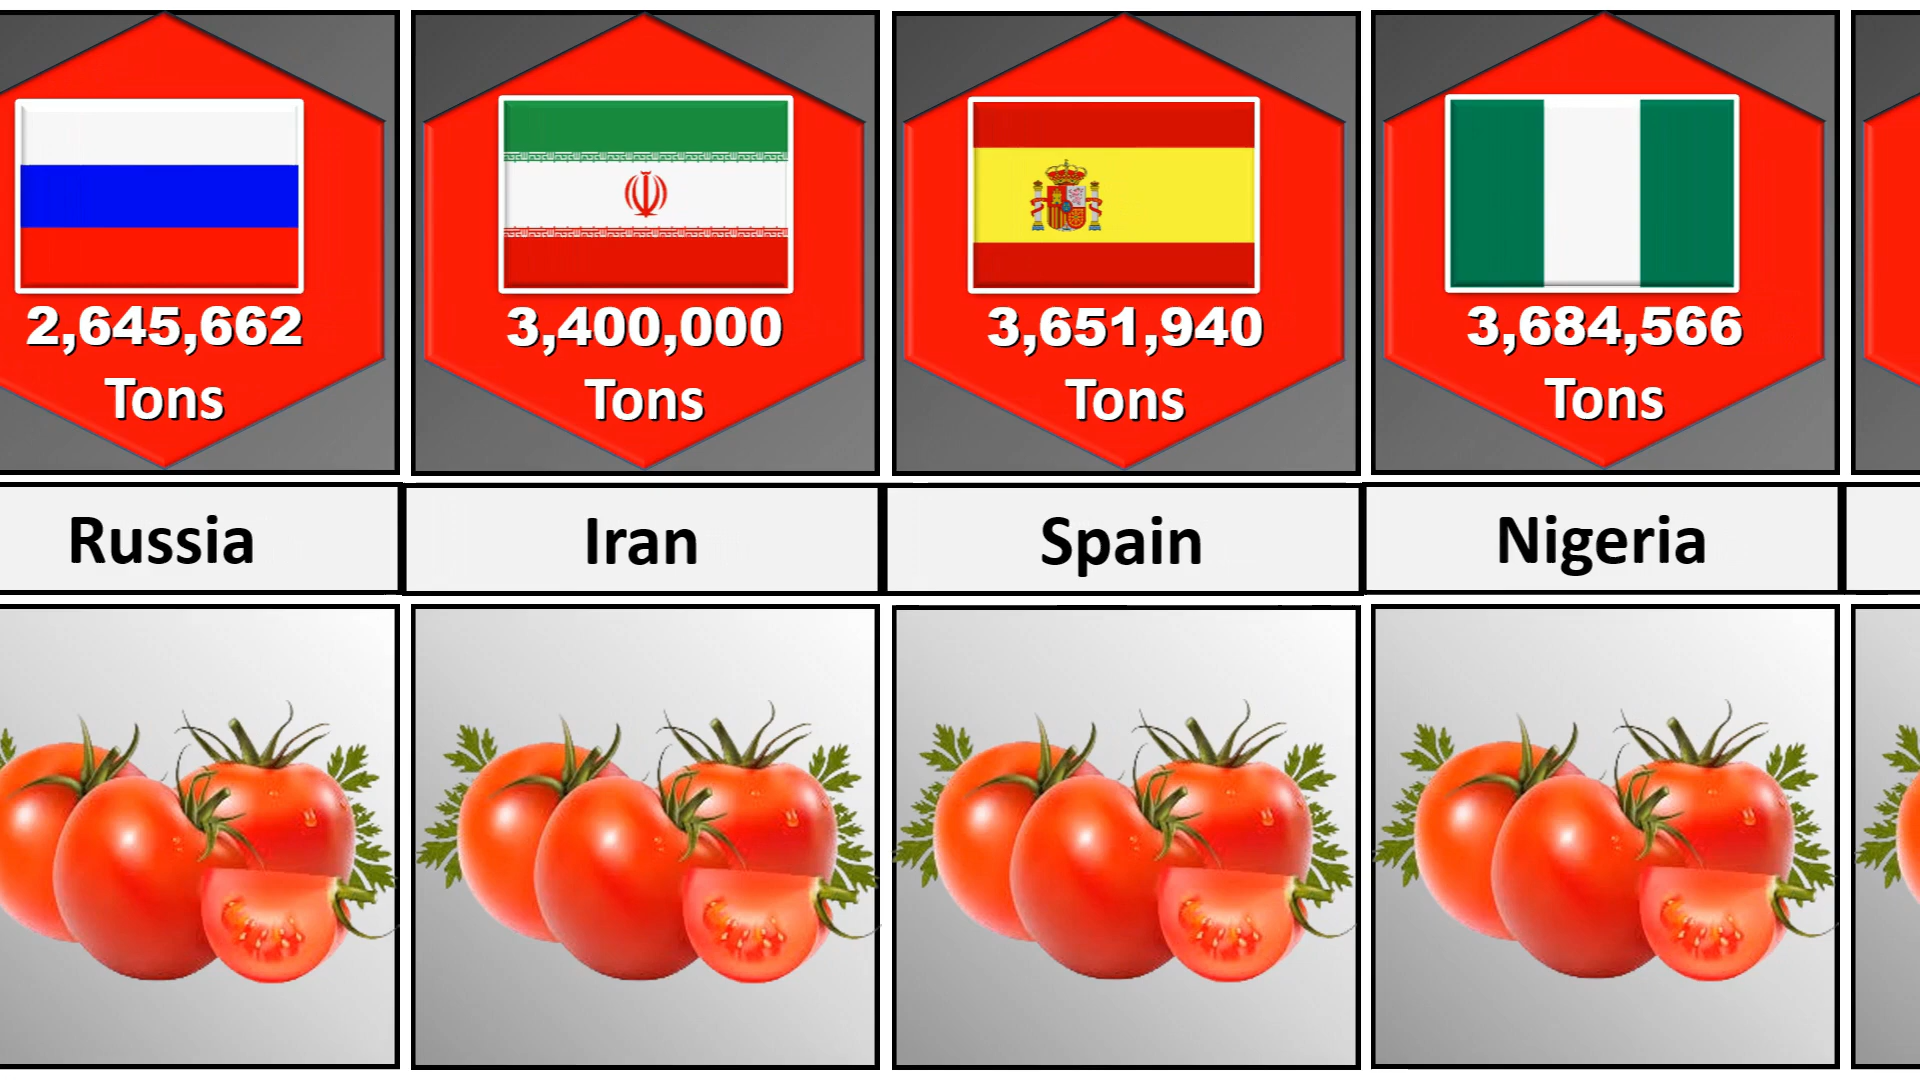 2,645,662
Tons
3,400,000
Tons
3,651,940
Tons
3,684,566
Tons
Russia
Iran
Spain
Nigeria